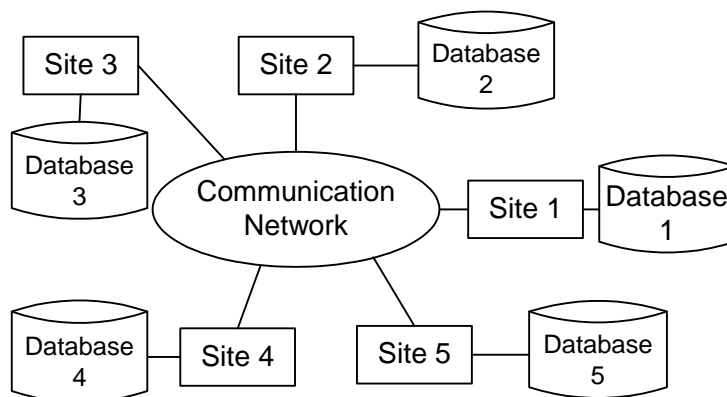 Site 3
Site 2
Database
2
Database
3
Communication
Network
Site 1
Database
1
Database
4
Site 4
Site 5
Database
5